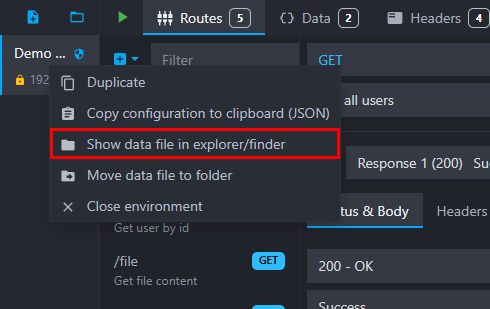 Routes 5 Data 2 Headers 4
Demo ... Filter GET
192
Duplicate all users
Copy configuration to clipboard (JSON)
Show data file in explorer/finder
Response 1 (200)
Move data file to folder
Close environment
& Body Headers
Get user by id
/file GET
Get file content
200 - OK
Success